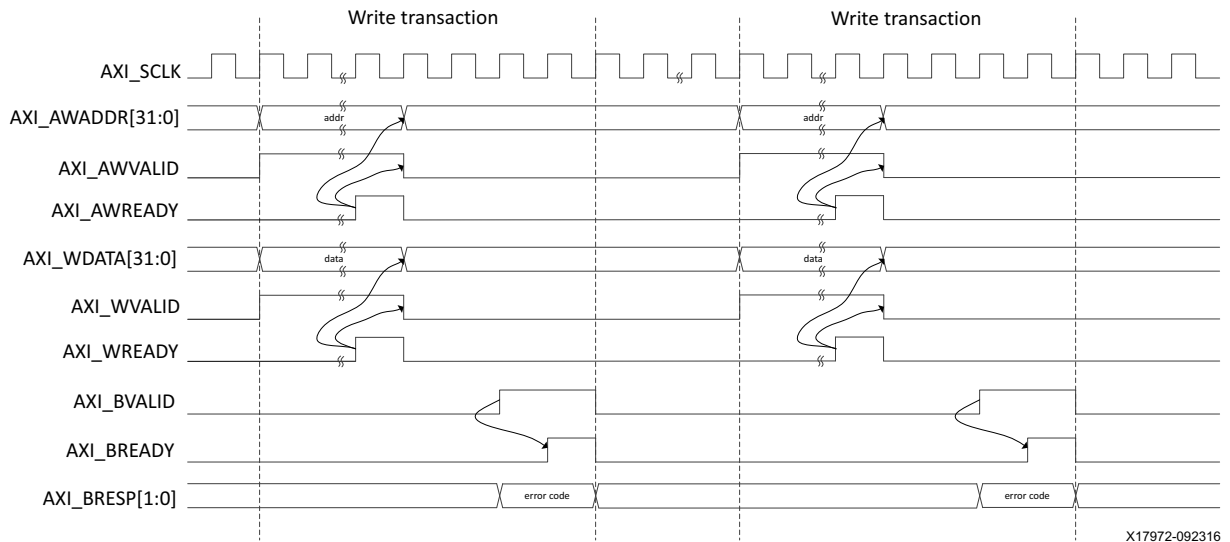 Write transaction
Write transaction
AXI_SCLK
AXI_AWADDR[31:0]
addr
addr
AXI_AWVALID
AXI_AWREADY
AXI_WDATA[31:0]
data
data
AXI_WVALID
AXI_WREADY
AXI_BVALID
AXI_BREADY
AXI_BRESP[1:0]
error code
error code
X17972-092316